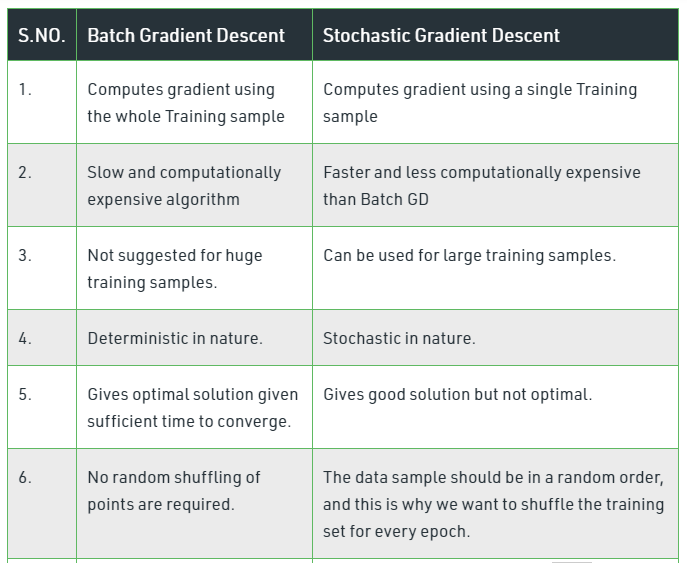 S.NO. Batch Gradient Descent Stochastic Gradient Descent
1. Computes gradient using Computes gradient using a single Training
the whole Training sample sample
2. Slow and computationally Faster and less computationally expensive
expensive algorithm than Batch GD
3. Not suggested for huge Can be used for large training samples.
training samples.
4. Deterministic in nature. Stochastic in nature.
5. Gives optimal solution given Gives good solution but not optimal.
sufficient time to converge.
6. No random shuffling of The data sample should be in a random order,
points are required. and this is why we want to shuffle the training
set for every epoch.